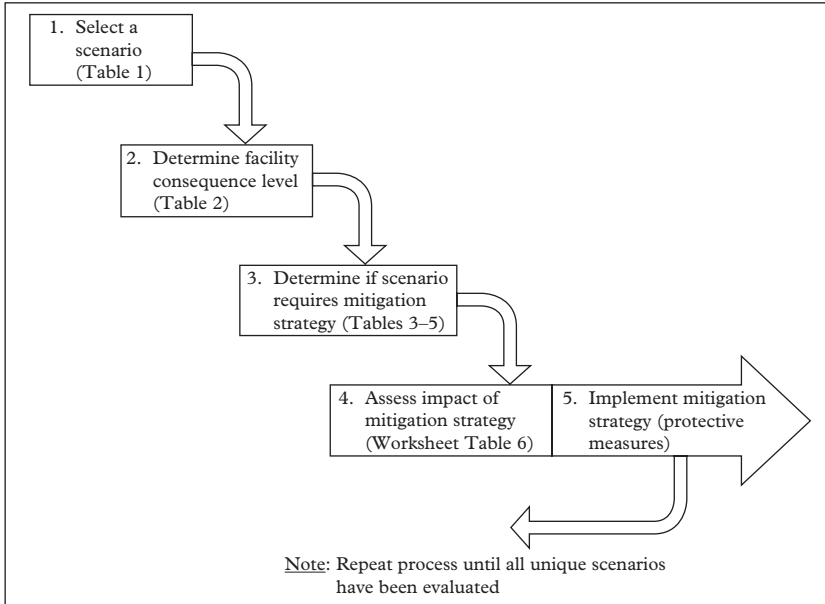 1. Select a
scenario
(Table 1)
2. Determine facility
consequence level
(Table 2)
3. Determine if scenario
requires mitigation
strategy (Tables 3–5)
4. Assess impact of
mitigation strategy
(Worksheet Table 6)
5. Implement mitigation
strategy (protective
measures)
Note: Repeat process until all unique scenarios
have been evaluated